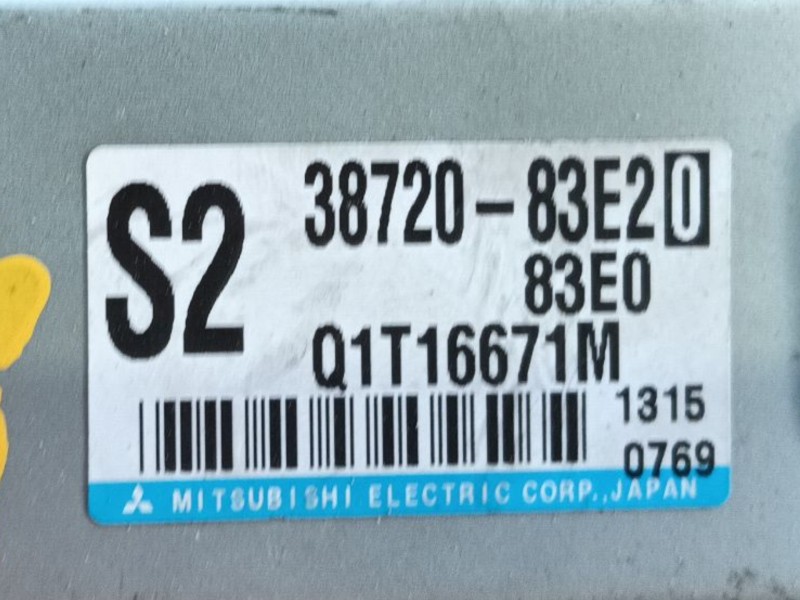 S2
38720-83E20
83E0
Q1T16671M
1315
0769
MITSUBISHI ELECTRIC CORP., JAPAN